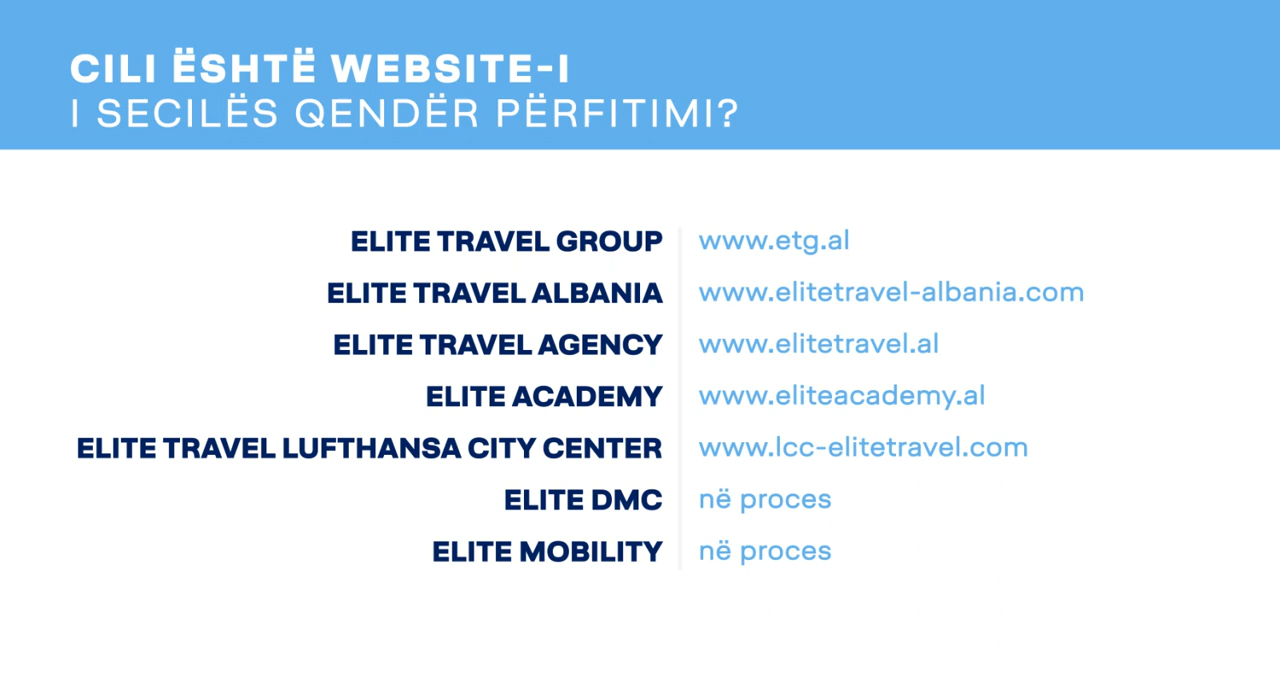 CILI ËSHTË WEBSITE-I
I SECILËS QENDËR PËRFITIMI?
ELITE TRAVEL GROUP www.etg.al
ELITE TRAVEL ALBANIA www.elitetravel-albania.com
ELITE TRAVEL AGENCY www.elitetravel.al
ELITE ACADEMY www.eliteacademy.al
ELITE TRAVEL LUFTHANSA CITY CENTER www.lcc-elitetravel.com
ELITE DMC në proces
ELITE MOBILITY në proces